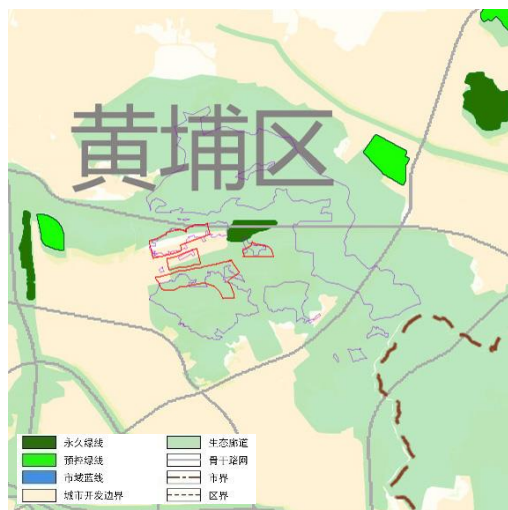 黄埔区
永久绿线
预控绿线
市域蓝线
城市开发边界
生态廊道
骨干路网
市界
区界